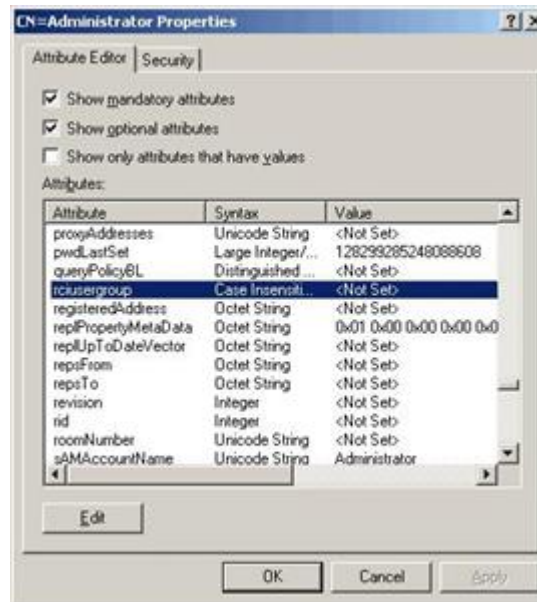 CN=Administrator Properties
Attribute Editor Security
Show mandatory attributes
Show optional attributes
Show only attributes that have values
Attributes:
Attribute Syntax Value
proxyAddresses Unicode String <Not Set>
pwdLastSet Large Integer/... 128299285248088608
queryPolicyBL Distinguished ... <Not Set>
rciusergroup Case Insensiti... <Not Set>
registeredAddress Octet String <Not Set>
replPropertyMetaData Octet String 0x01 0x00 0x00 0x00 0x0
replUpToDateVector Octet String <Not Set>
repsFrom Octet String <Not Set>
repsTo Octet String <Not Set>
revision Integer <Not Set>
rid Integer <Not Set>
roomNumber Unicode String <Not Set>
sAMAccountName Unicode String Administrator
Edit
OK Cancel Apply